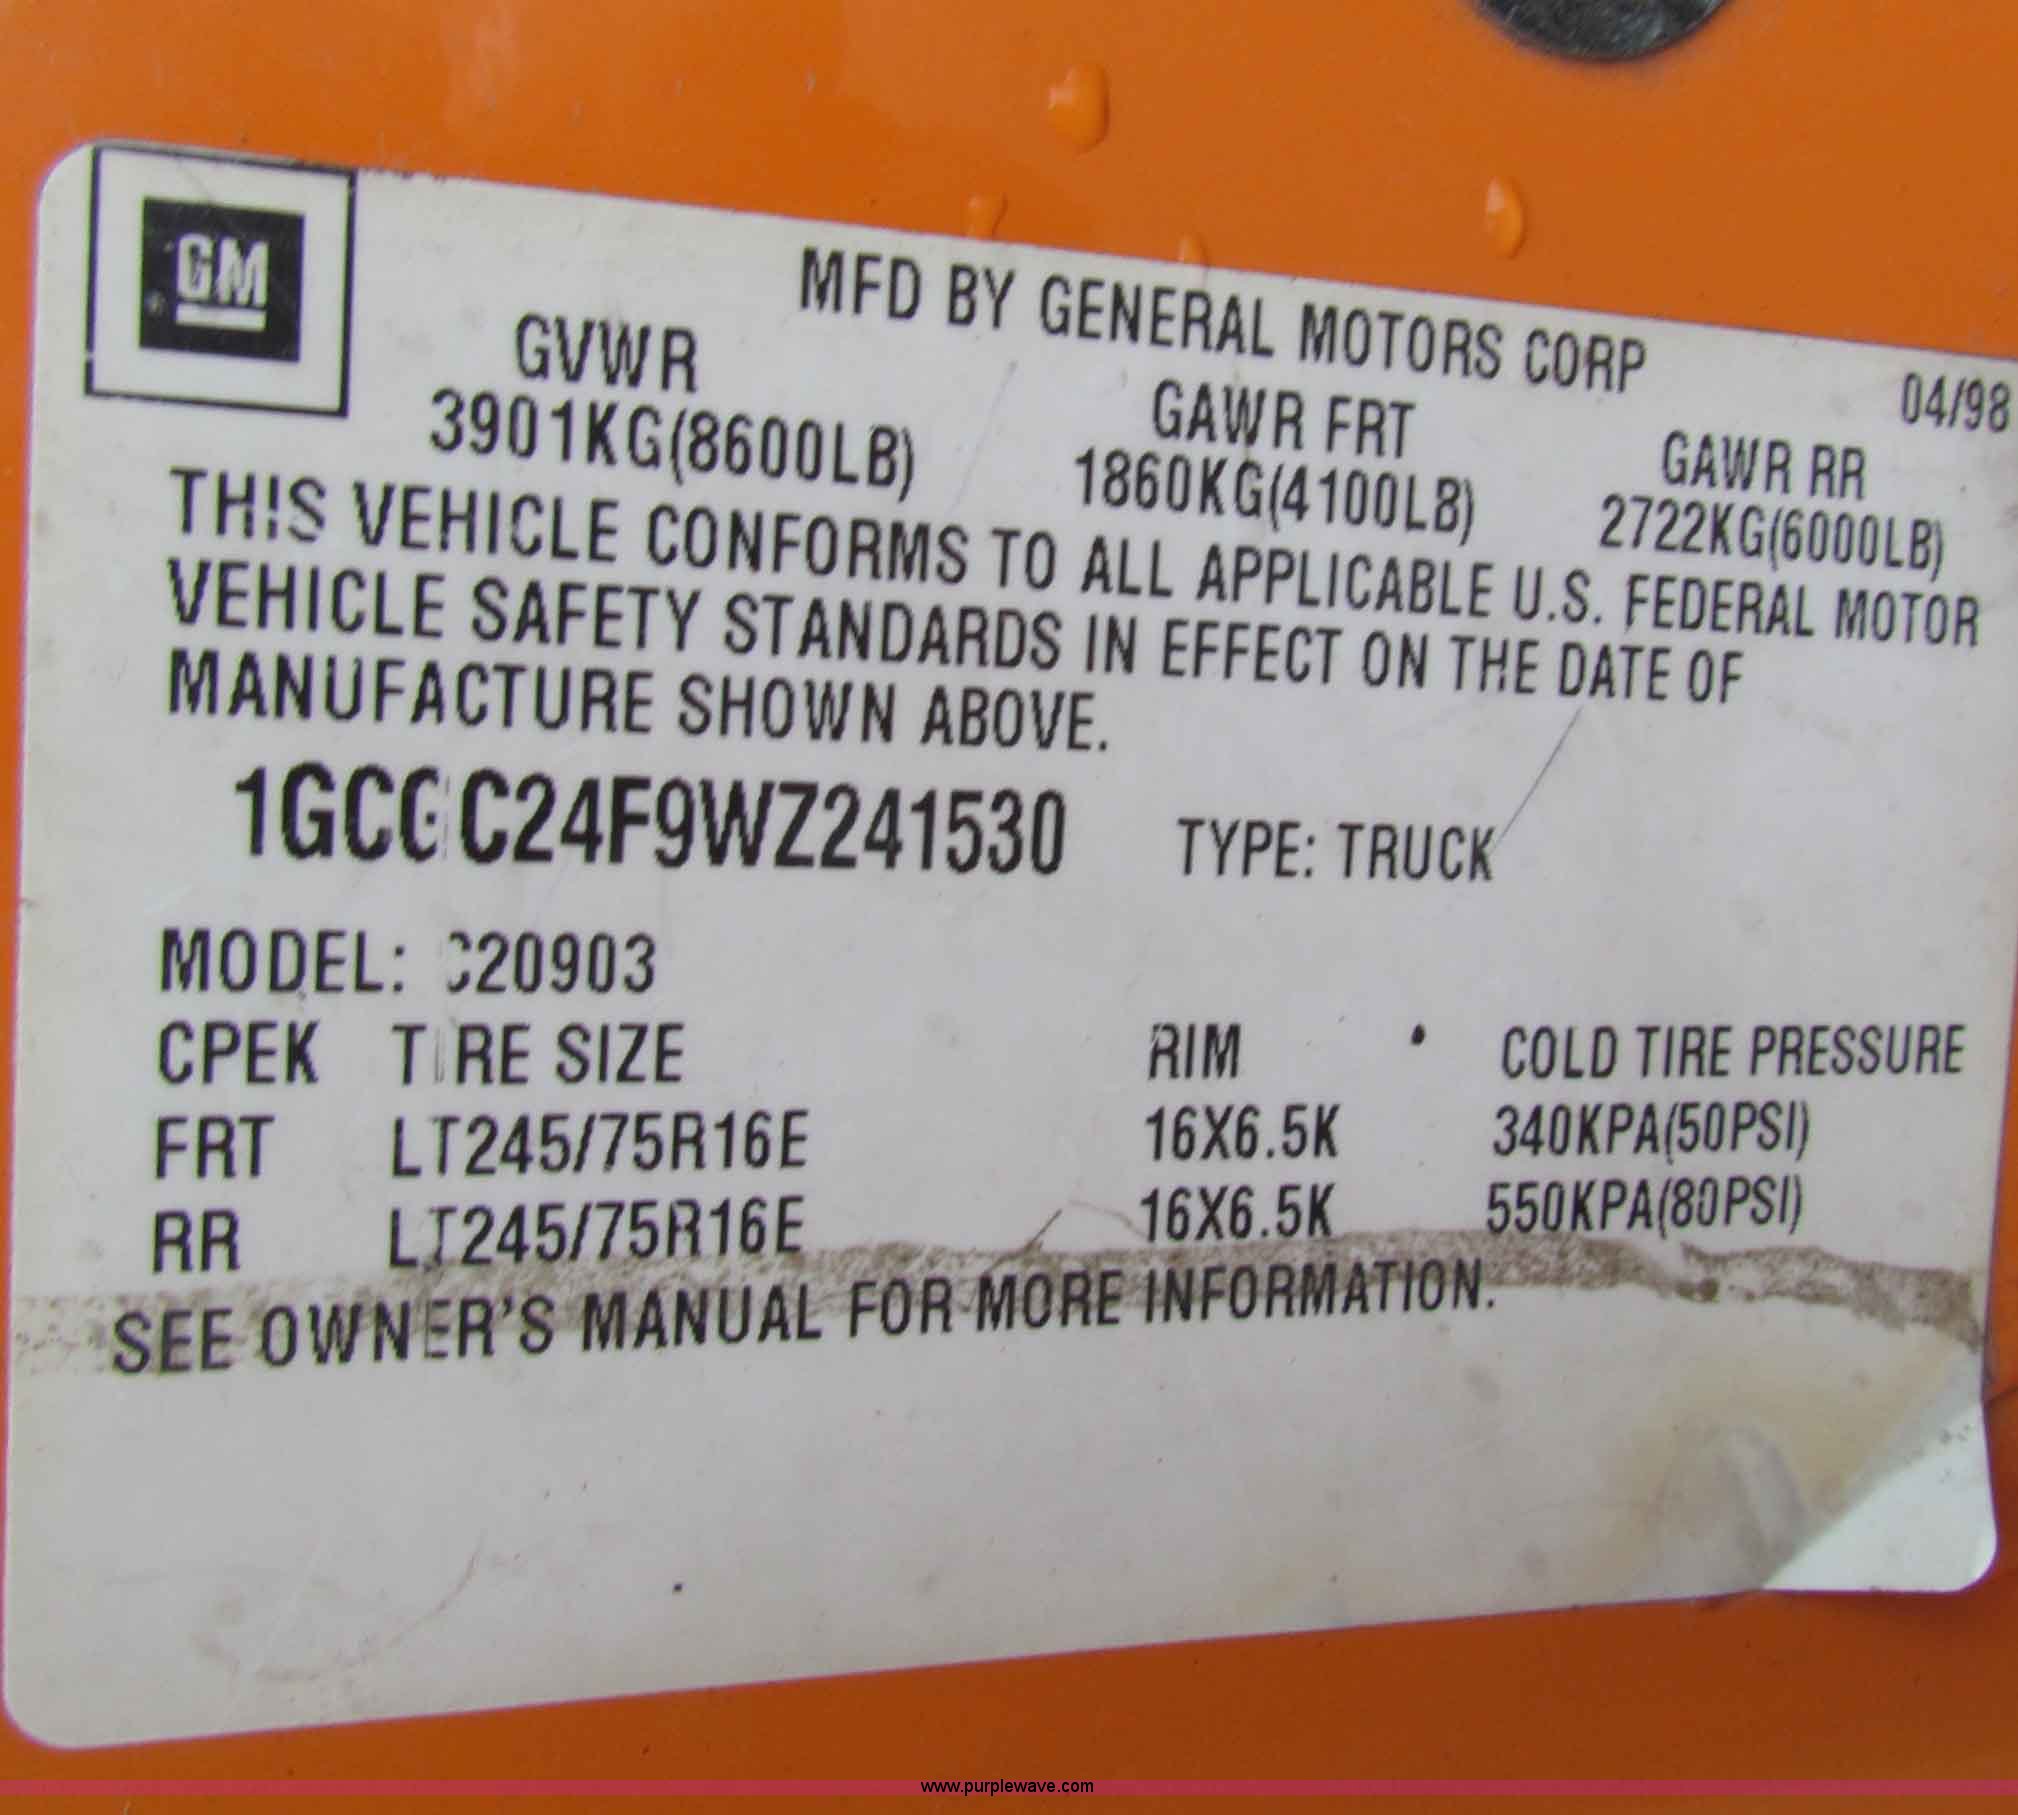 GM
MFD BY GENERAL MOTORS CORP
04/98
GVWR
GAWR FRT
GAWR RR
3901KG(8600LB)
1860KG(4100LB)
2722KG(6000LB)
THIS VEHICLE CONFORMS TO ALL APPLICABLE U.S. FEDERAL MOTOR
VEHICLE SAFETY STANDARDS IN EFFECT ON THE DATE OF
MANUFACTURE SHOWN ABOVE.
1GCGC24F9WZ241530 TYPE: TRUCK
MODEL: C20903
CPEK TIRE SIZE RIM COLD TIRE PRESSURE
FRT LT245/75R16E 16X6.5K 340KPA(50PSI)
RR LT245/75R16E 16X6.5K 550KPA(80PSI)
SEE OWNER'S MANUAL FOR MORE INFORMATION.
www.purplewave.com